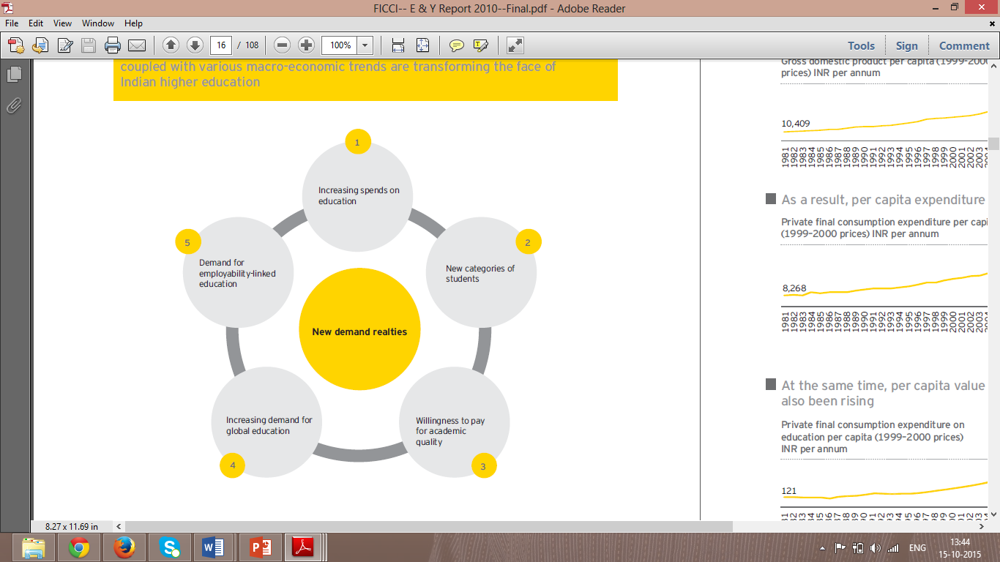 FICCI-- E & Y Report 2010--Final.pdf - Adobe Reader
File Edit View Window Help
16 / 108 100% Tools Sign Comment
coupled with various macro-economic trends are transforming the face of
Indian higher education
1
Increasing spends on
education
2
New categories of
students
3
Willingness to pay
for academic
quality
4
Increasing demand for
global education
5
Demand for
employability-linked
education
New demand realties
Gross domestic product per capita (1999-200
prices) INR per annum
10,409
1981 1982 1983 1984 1985 1986 1987 1988 1989 1990 1991 1992 1993 1994 1995 1996 1997 1998 1999 2000 2001 2002 2003
As a result, per capita expenditure
Private final consumption expenditure per capi
(1999-2000 prices) INR per annum
8,268
1981 1982 1983 1984 1985 1986 1987 1988 1989 1990 1991 1992 1993 1994 1995 1996 1997 1998 1999 2000 2001 2002 2003
At the same time, per capita value
also been rising
Private final consumption expenditure on
education per capita (1999-2000 prices)
INR per annum
121
8.27 x 11.69 in
ENG
13:44
15-10-2015